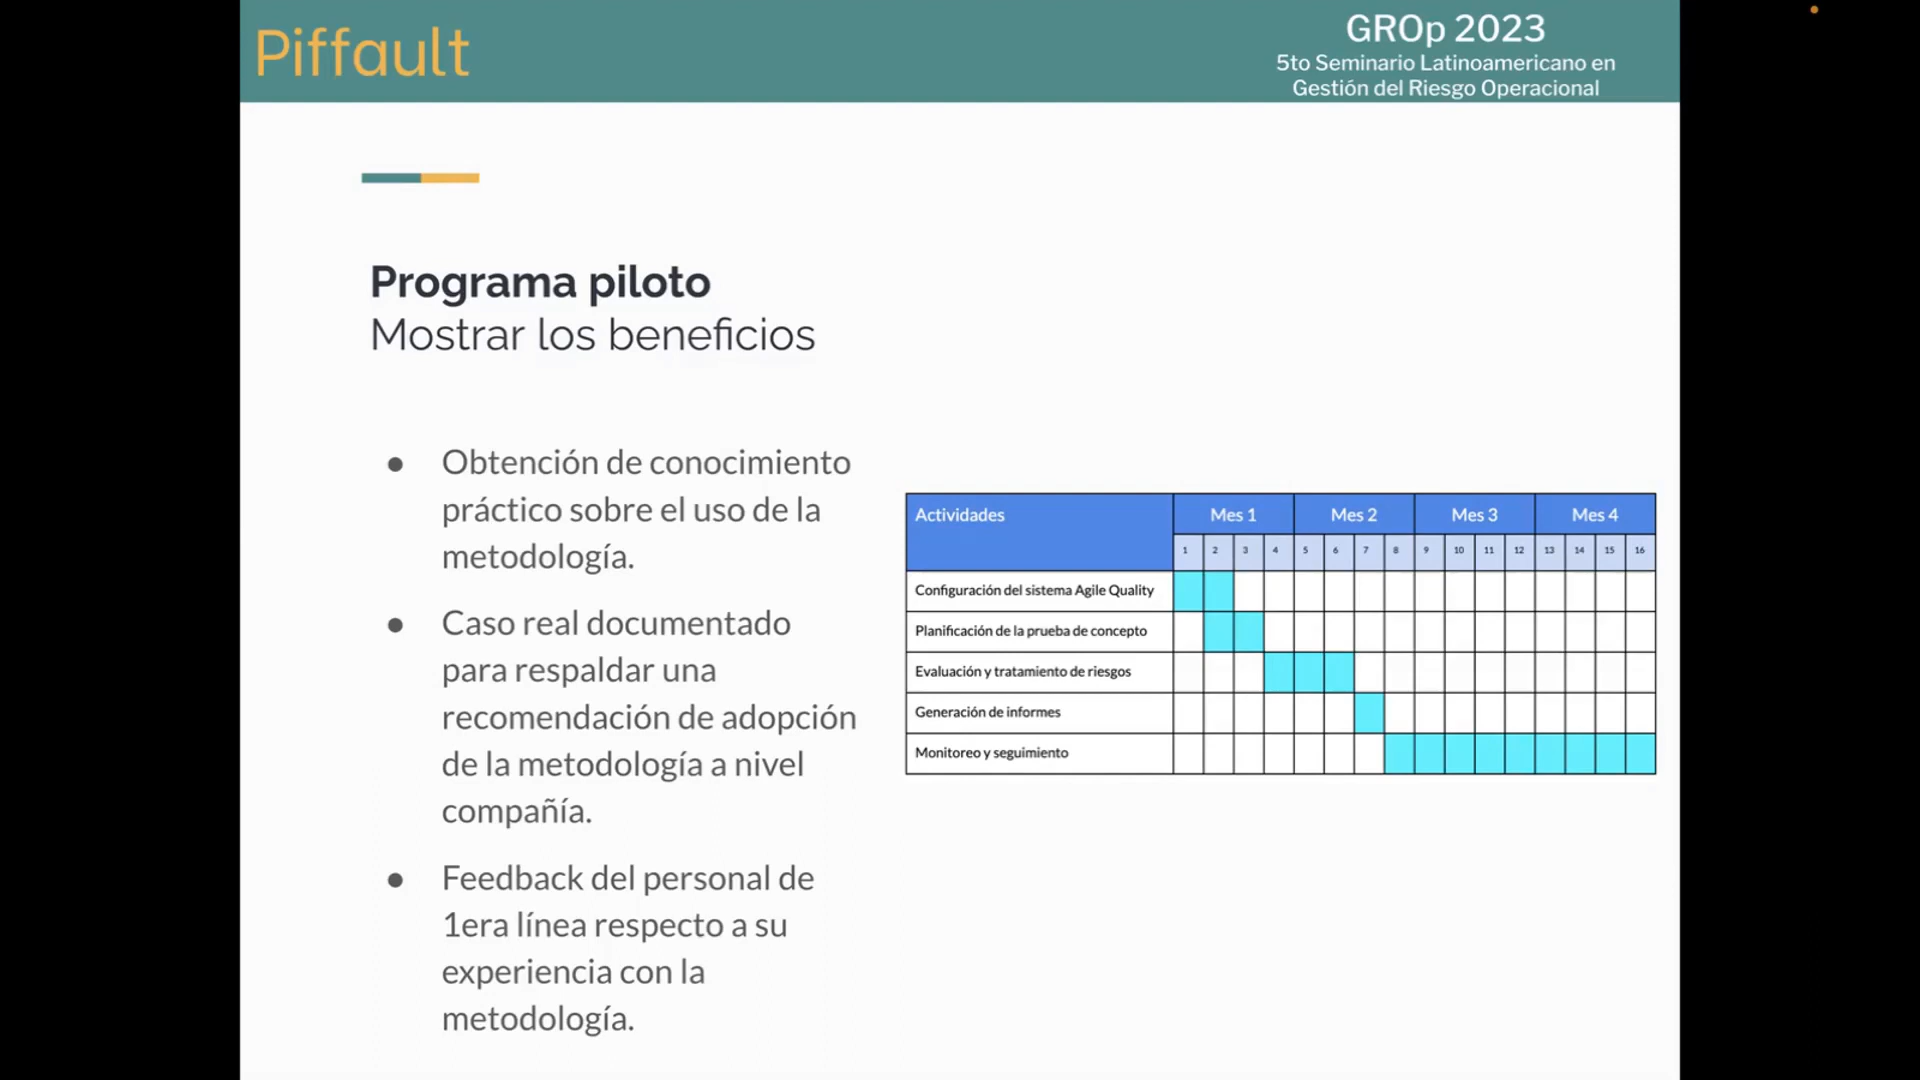 Piffault
GROp 2023
5to Seminario Latinoamericano en
Gestión del Riesgo Operacional
Programa piloto
Mostrar los beneficios
● Obtención de conocimiento
práctico sobre el uso de la
metodología.
● Caso real documentado
para respaldar una
recomendación de adopción
de la metodología a nivel
compañía.
● Feedback del personal de
1era línea respecto a su
experiencia con la
metodología.
Actividades Mes 1 Mes 2 Mes 3 Mes 4
1 2 3 4 5 6 7 8 9 10 11 12 13 14 15 16
Configuración del sistema Agile Quality
Planificación de la prueba de concepto
Evaluación y tratamiento de riesgos
Generación de informes
Monitoreo y seguimiento